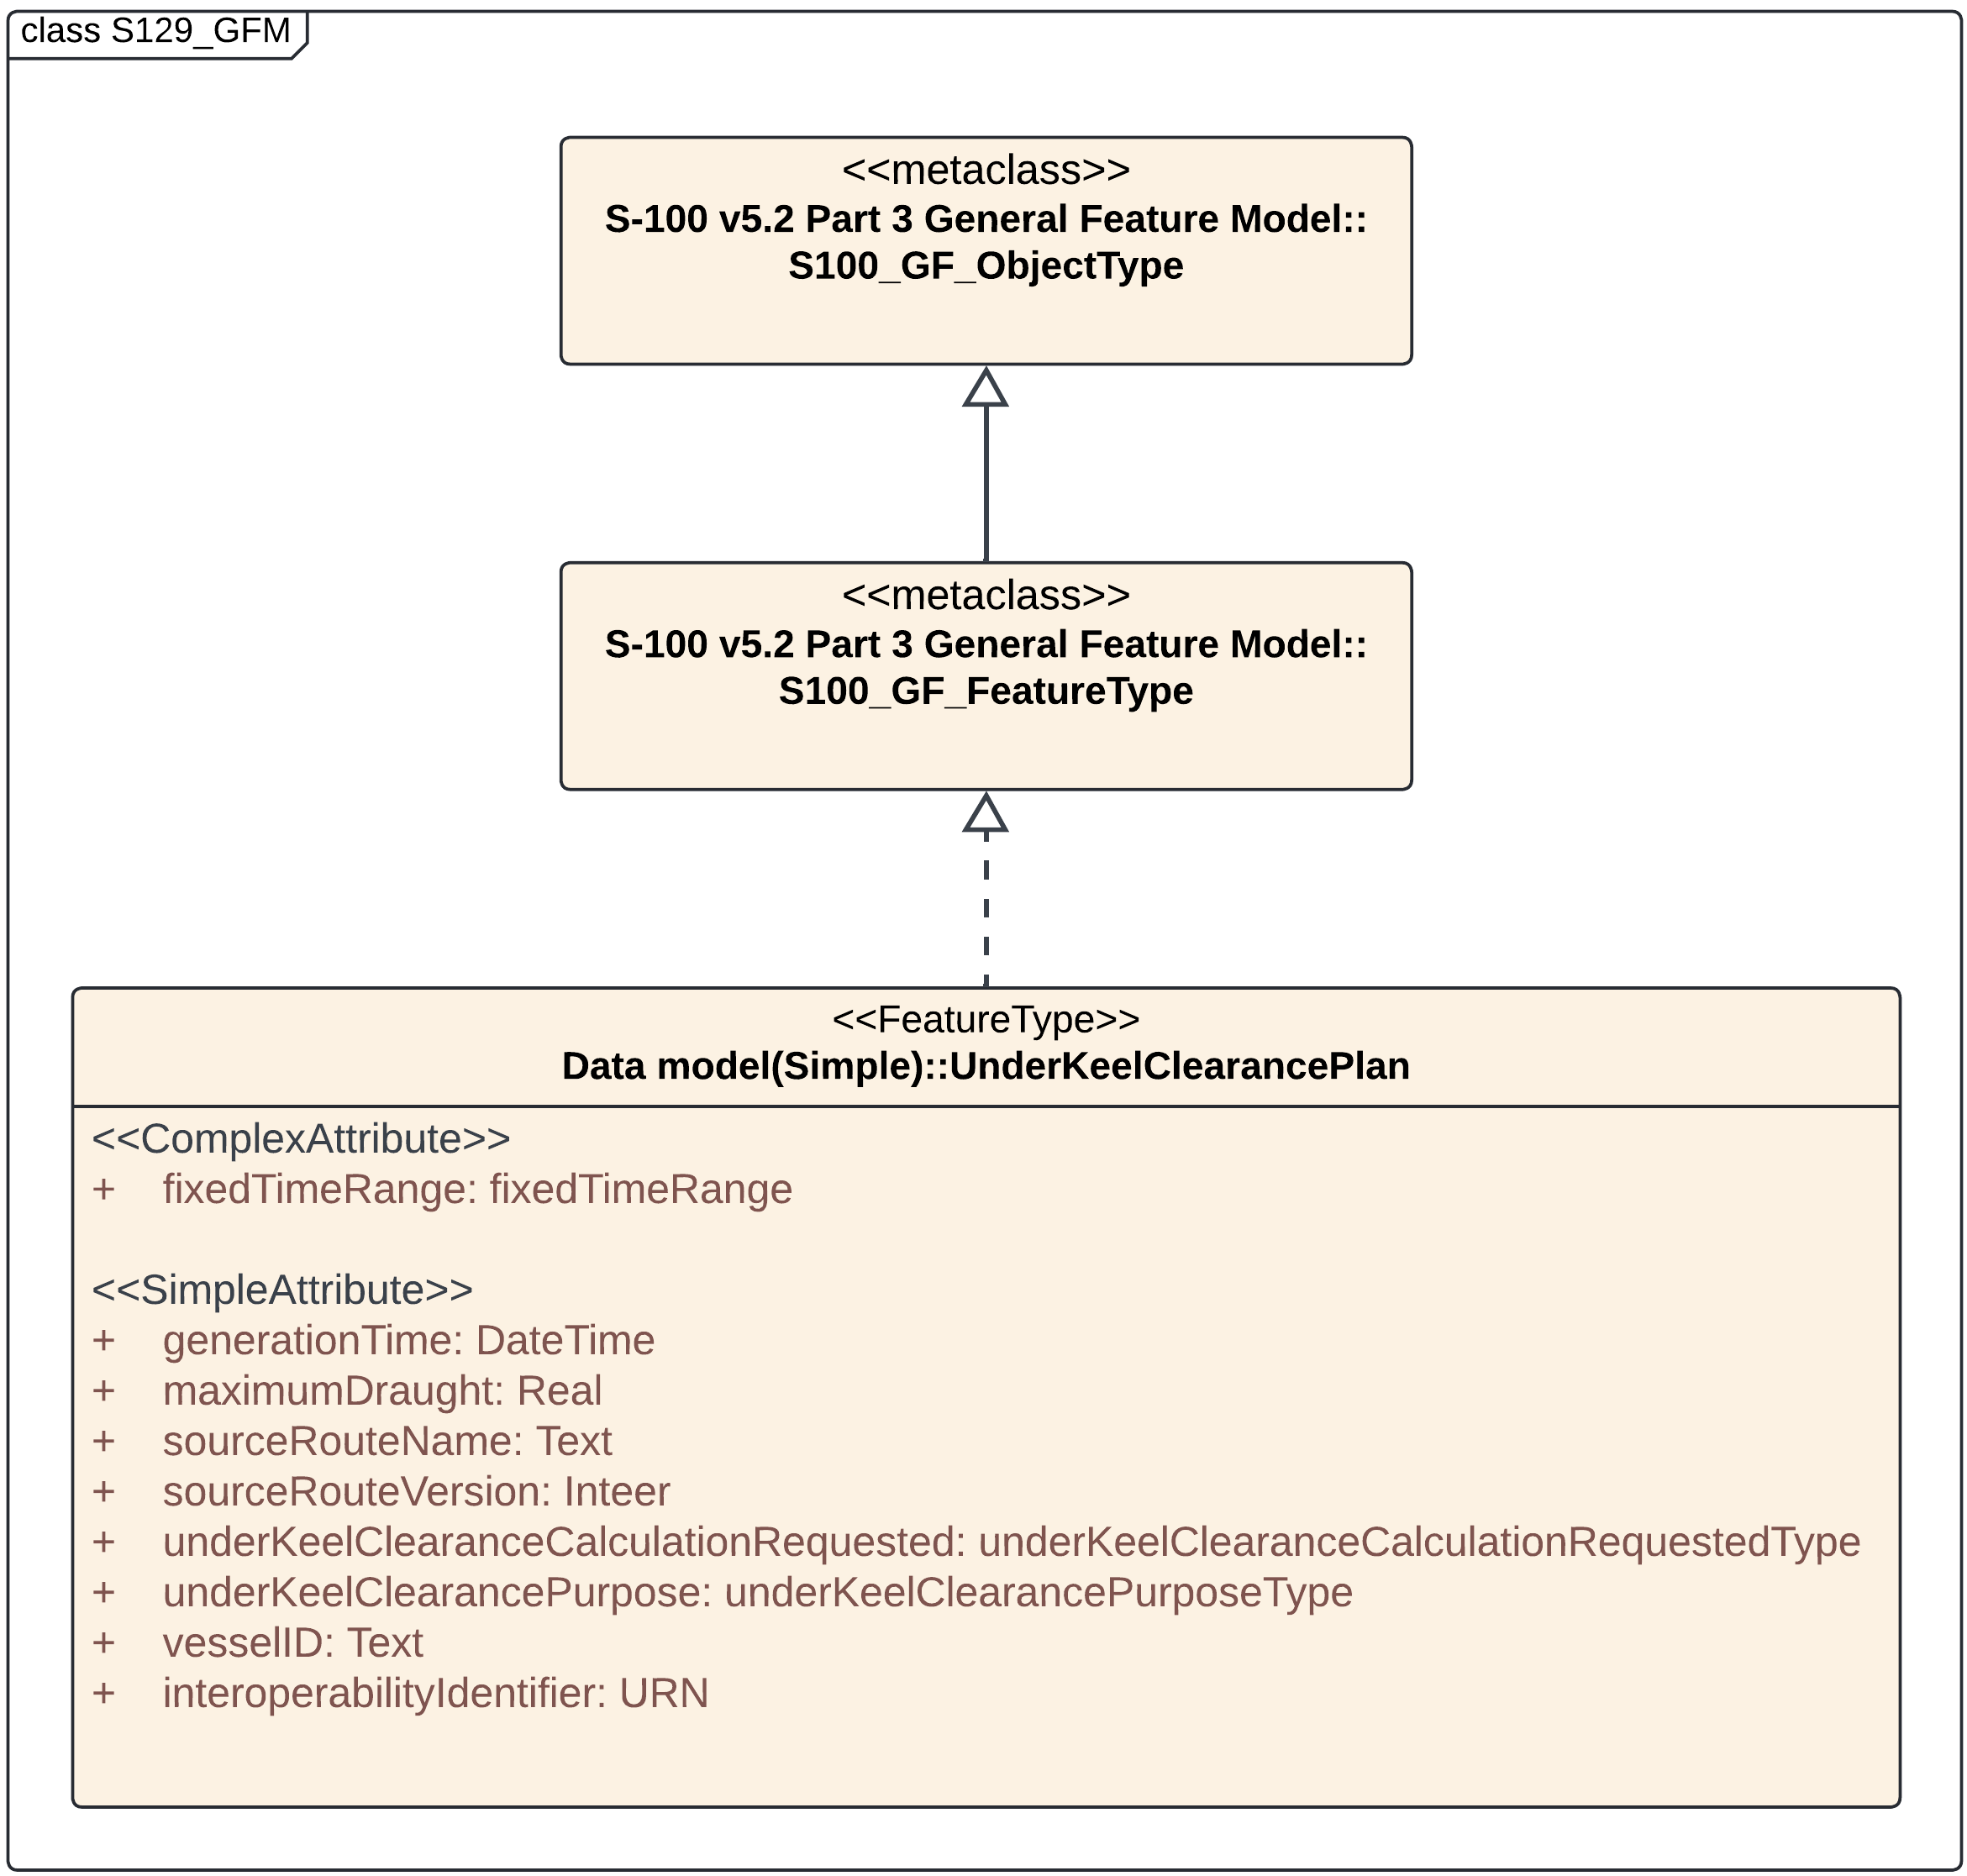 class S129_GFM
<<metaclass>>
S-100 v5.2 Part 3 General Feature Model::
S100_GF_ObjectType
<<metaclass>>
S-100 v5.2 Part 3 General Feature Model::
S100_GF_FeatureType
<<FeatureType>>
Data model(Simple)::UnderKeelClearancePlan
<<ComplexAttribute>>
+ fixedTimeRange: fixedTimeRange
<<SimpleAttribute>>
+ generationTime: DateTime
+ maximumDraught: Real
+ sourceRouteName: Text
+ sourceRouteVersion: Inteer
+ underKeelClearanceCalculationRequested: underKeelClearanceCalculationRequestedType
+ underKeelClearancePurpose: underKeelClearancePurposeType
+ vesselID: Text
+ interoperabilityIdentifier: URN